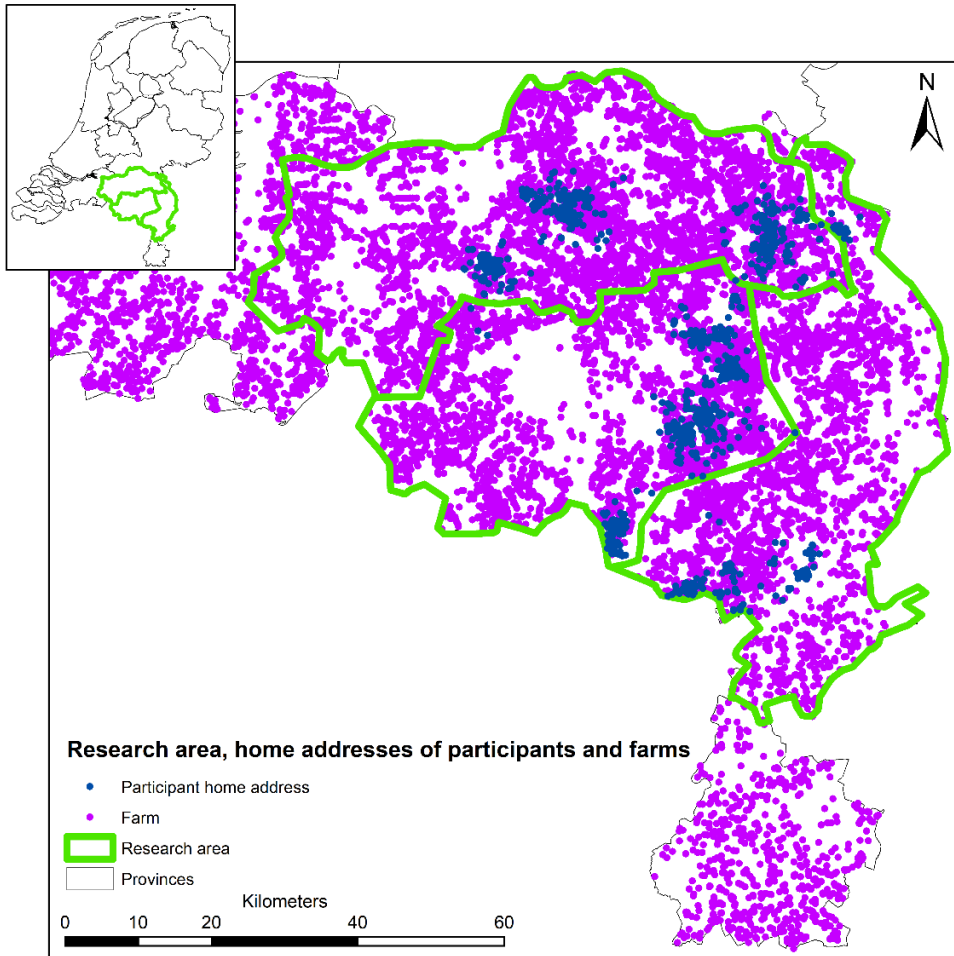 N
Research area, home addresses of participants and farms
Participant home address
Farm
Research area
Provinces
Kilometers
0 10 20 40 60